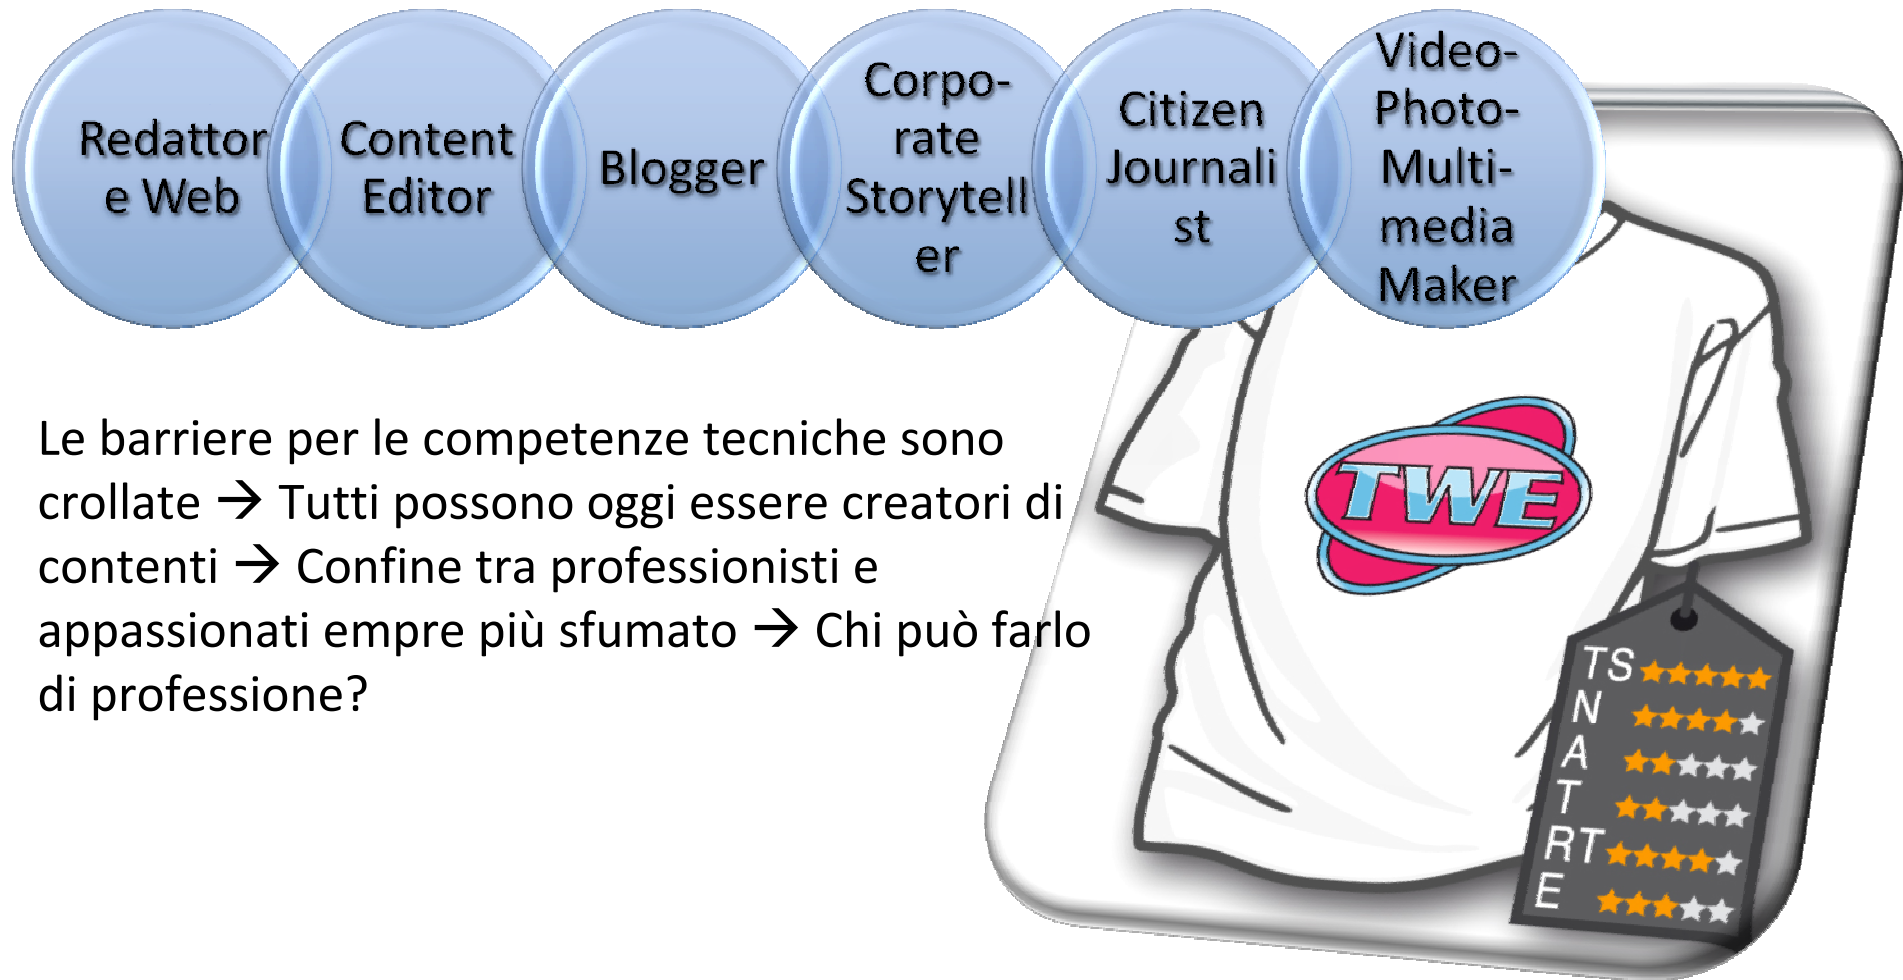 Redattor
e Web
Content
Editor
Blogger
Corpo-
rate
Storytell
er
Citizen
Journali
st
Video-
Photo-
Multi-
media
Maker
Le barriere per le competenze tecniche sono
crollate → Tutti possono oggi essere creatori di
contenti → Confine tra professionisti e
appassionati empre più sfumato → Chi può farlo
di professione?
TWE
TS
N
A
T
RT
E